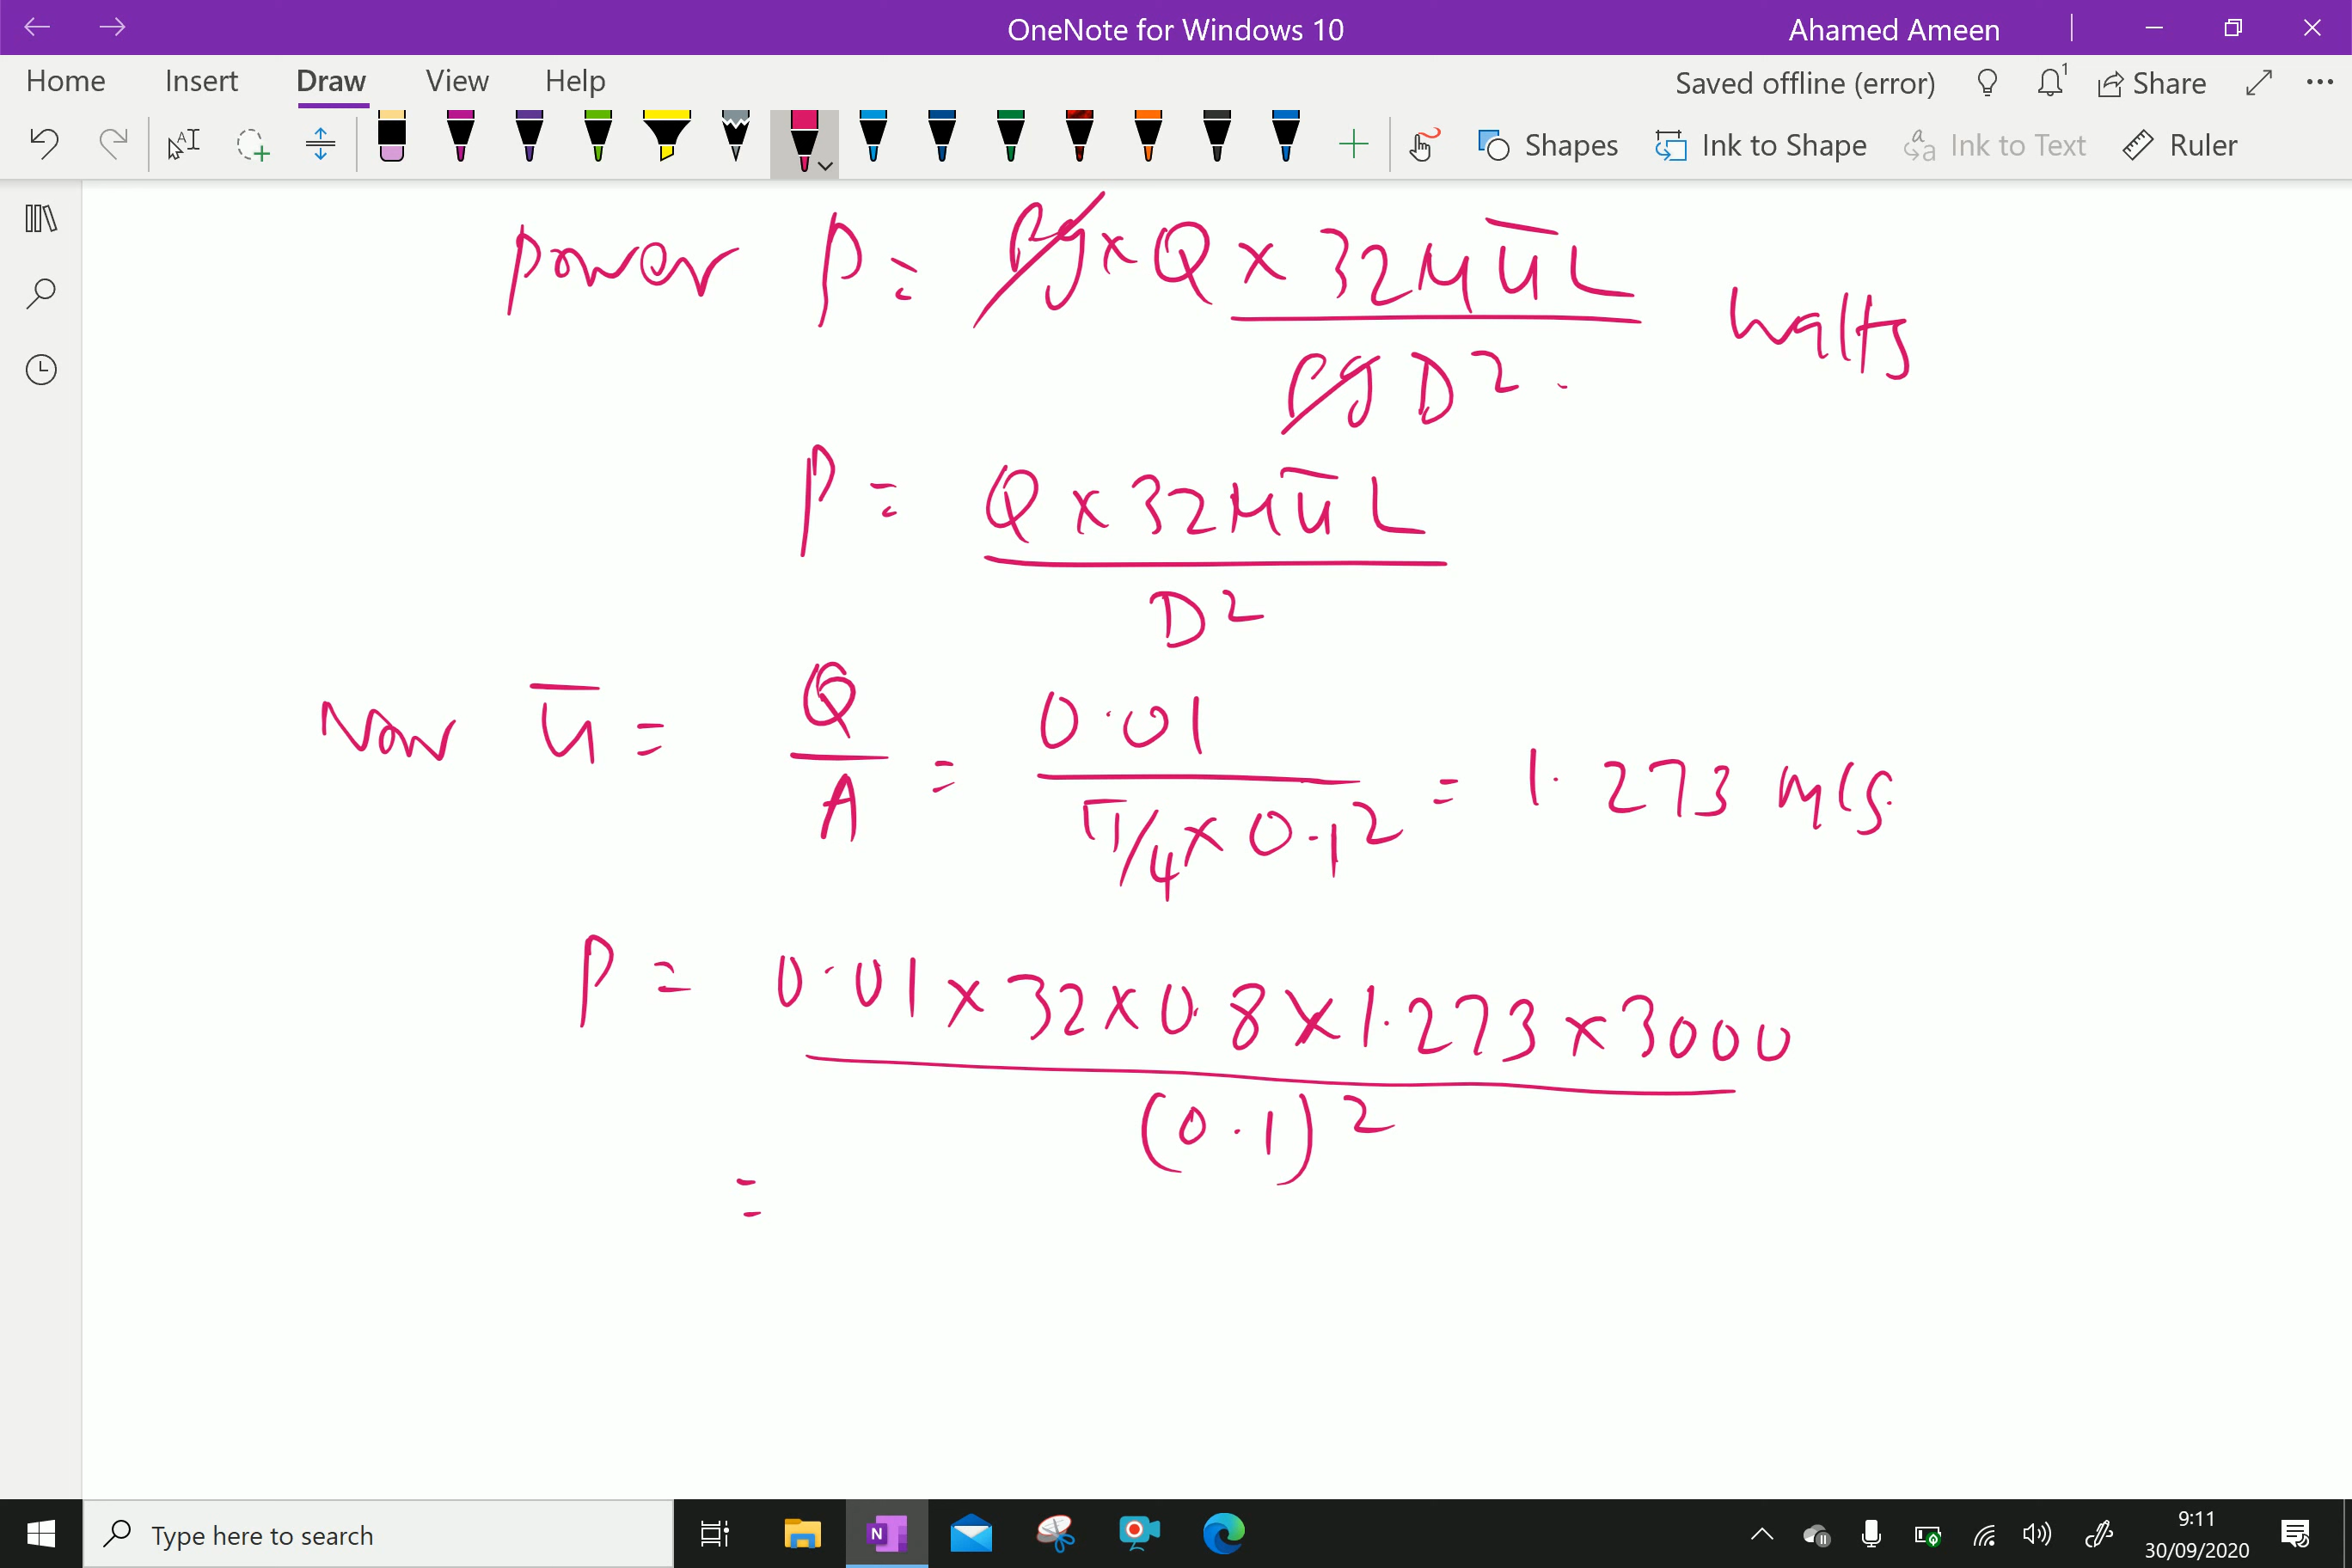 OneNote for Windows 10
Ahamed Ameen
Home Insert Draw View Help
Saved offline (error) 1 Share
Shapes Ink to Shape Ink to Text Ruler
Power P = ρg × Q × 32μūL / ρg D² . watts
P = Q × 32μūL / D²
Now ū = Q / A = 0.01 / π/4 × 0.1² = 1.273 m/s.
P = 0.01 × 32 × 0.8 × 1.273 × 3000 / (0.1)²
=
Type here to search
9:11
30/09/2020